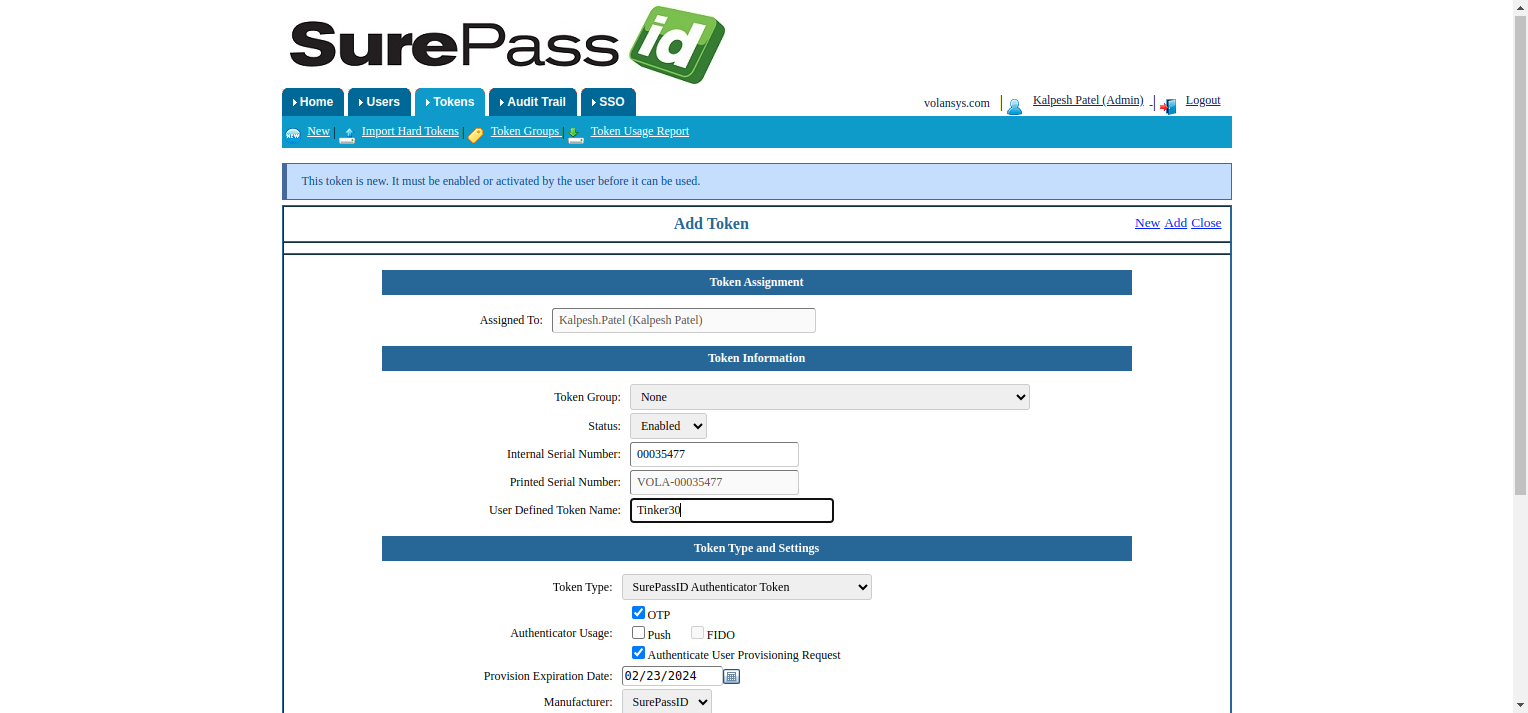 SurePass id
Home Users Tokens Audit Trail SSO volansys.com | Kalpesh Patel (Admin) - | Logout
NEW New | Import Hard Tokens | Token Groups | Token Usage Report
This token is new. It must be enabled or activated by the user before it can be used.
Add Token New Add Close
Token Assignment
Assigned To: Kalpesh.Patel (Kalpesh Patel)
Token Information
Token Group: None
Status: Enabled
Internal Serial Number: 00035477
Printed Serial Number: VOLA-00035477
User Defined Token Name: Tinker30
Token Type and Settings
Token Type: SurePassID Authenticator Token
OTP
Authenticator Usage: Push FIDO
Authenticate User Provisioning Request
Provision Expiration Date: 02/23/2024
Manufacturer: SurePassID